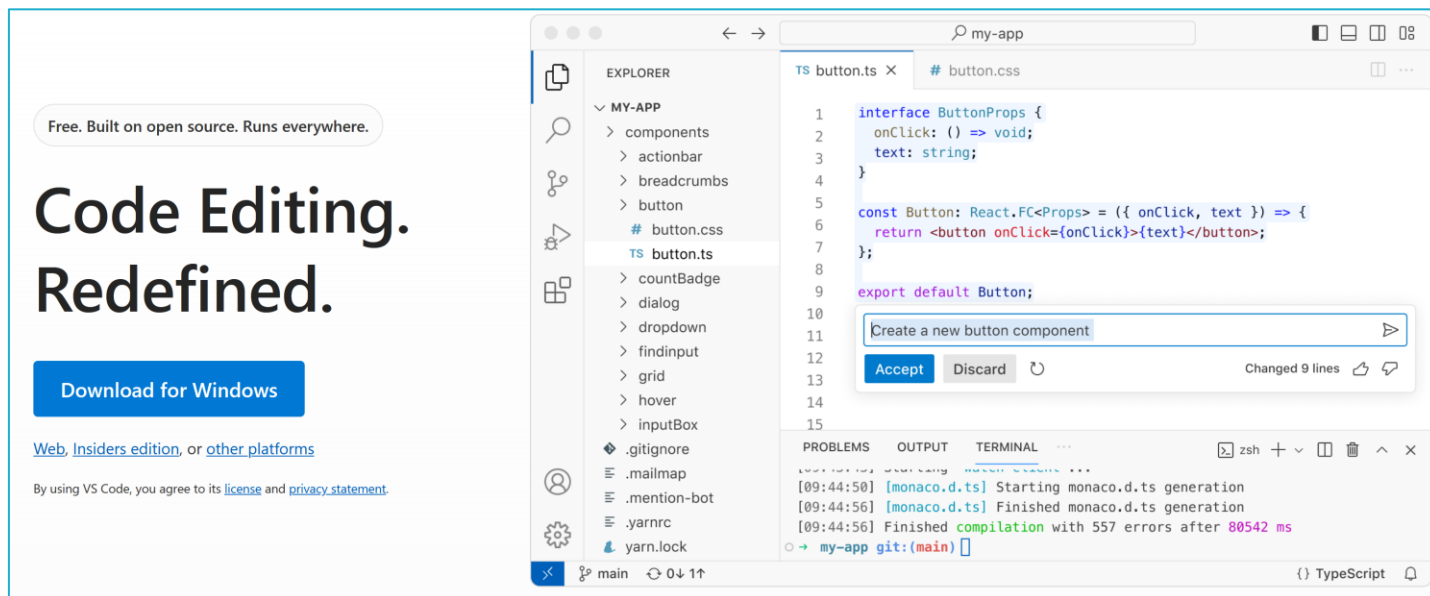 Free. Built on open source. Runs everywhere.
Code Editing.
Redefined.
Download for Windows
Web, Insiders edition, or other platforms
By using VS Code, you agree to its license and privacy statement.
my-app
EXPLORER
MY-APP
components
actionbar
breadcrumbs
button
# button.css
TS button.ts
countBadge
dialog
dropdown
findinput
grid
hover
inputBox
.gitignore
.mailmap
.mention-bot
.yarnrc
yarn.lock
TS button.ts
# button.css
1 interface ButtonProps {
2 onClick: () => void;
3 text: string;
4 }
5
6 const Button: React.FC<Props> = ({ onClick, text }) => {
7 return <button onClick={onClick}>{text}</button>;
8 };
9 export default Button;
10
11
12
13
14
15
Create a new button component
Accept Discard Changed 9 lines
PROBLEMS OUTPUT TERMINAL
zsh
[09:44:50] [monaco.d.ts] Starting monaco.d.ts generation
[09:44:56] [monaco.d.ts] Finished monaco.d.ts generation
[09:44:56] Finished compilation with 557 errors after 80542 ms
→ my-app git:(main)
main 0↓ 1↑
{} TypeScript